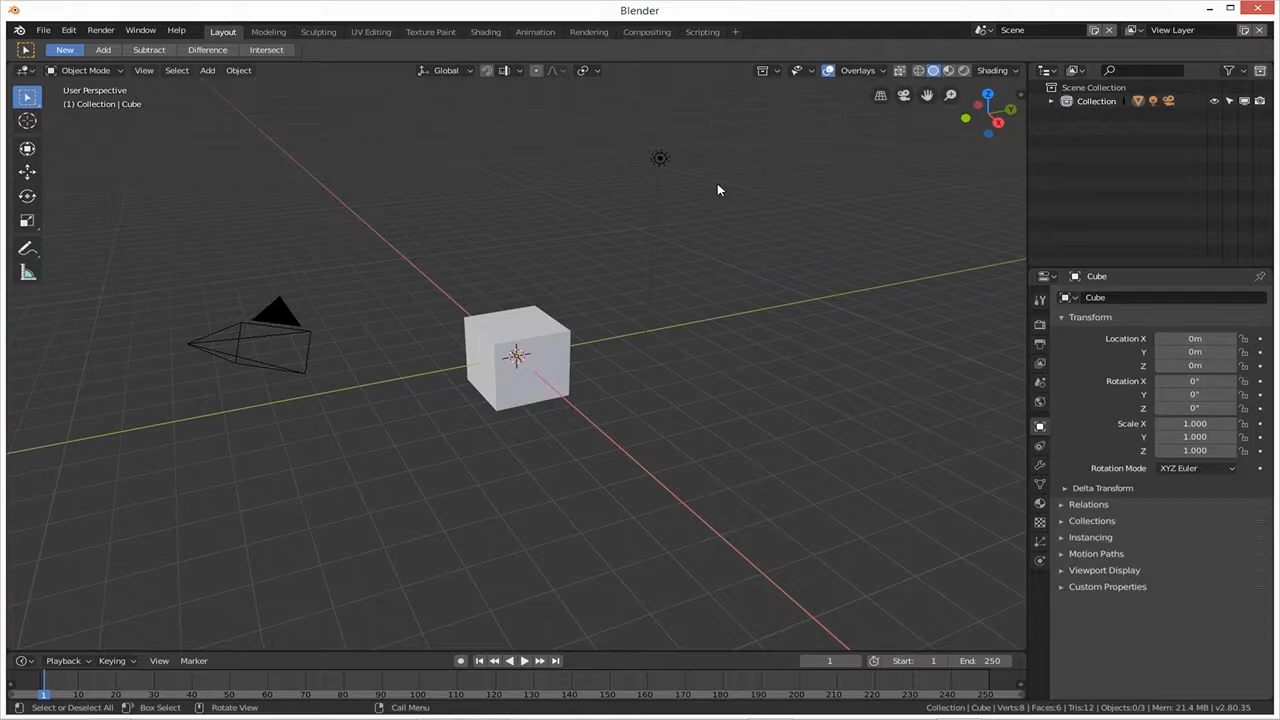 Blender
File Edit Render Window Help Layout Modeling Sculpting UV Editing Texture Paint Shading Animation Rendering Compositing Scripting + Scene View Layer
New Add Subtract Difference Intersect
Object Mode View Select Add Object Global Overlays Shading
User Perspective
(1) Collection | Cube
Z
Y
X
Scene Collection
Collection
Cube
Cube
Transform
Location X 0m
Y 0m
Z 0m
Rotation X 0°
Y 0°
Z 0°
Scale X 1.000
Y 1.000
Z 1.000
Rotation Mode XYZ Euler
Delta Transform
Relations
Collections
Instancing
Motion Paths
Viewport Display
Custom Properties
Playback Keying View Marker 1 Start: 1 End: 250
1 10 20 30 40 50 60 70 80 90 100 110 120 130 140 150 160 170 180 190 200 210 220 230 240 250
Select or Deselect All Box Select Rotate View Call Menu Collection | Cube | Verts:8 | Faces:6 | Tris:12 | Objects:0/3 | Mem: 21.4 MB | v2.80.35